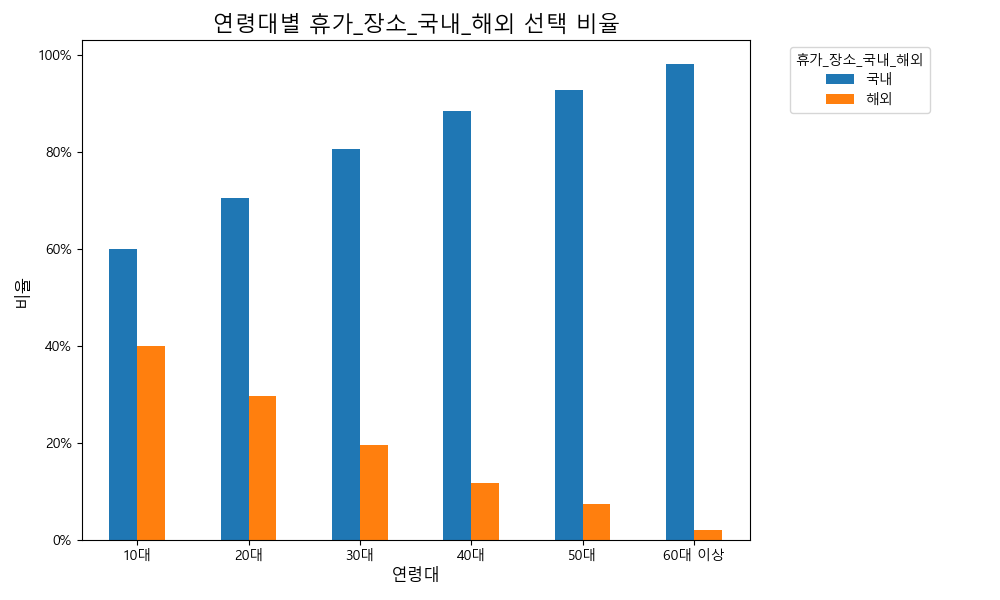 연령대별 휴가_장소_국내_해외 선택 비율
휴가_장소_국내_해외
국내
해외
100%
80%
60%
40%
20%
0%
비율
10대
20대
30대
40대
50대
60대 이상
연령대